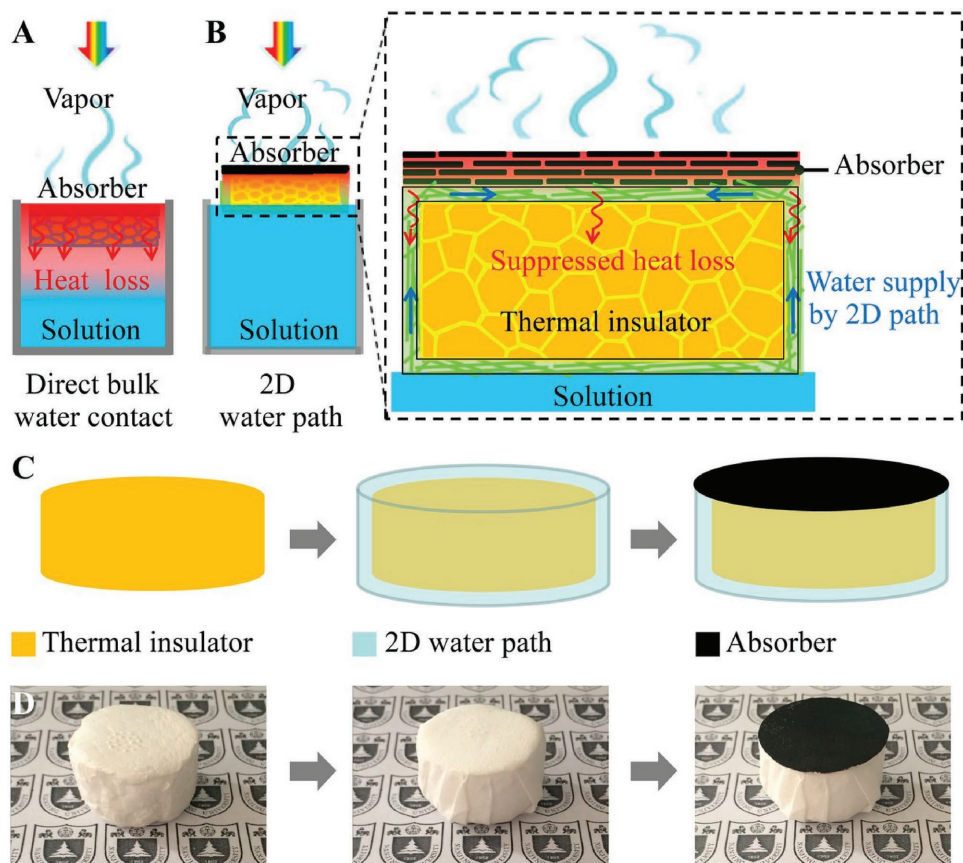 A
B
Vapor
Vapor
Absorber
Absorber
Absorber
Heat loss
Suppressed heat loss
Water supply
by 2D path
Thermal insulator
Solution
Solution
Solution
Direct bulk
water contact
2D
water path
C
Thermal insulator
2D water path
Absorber
D